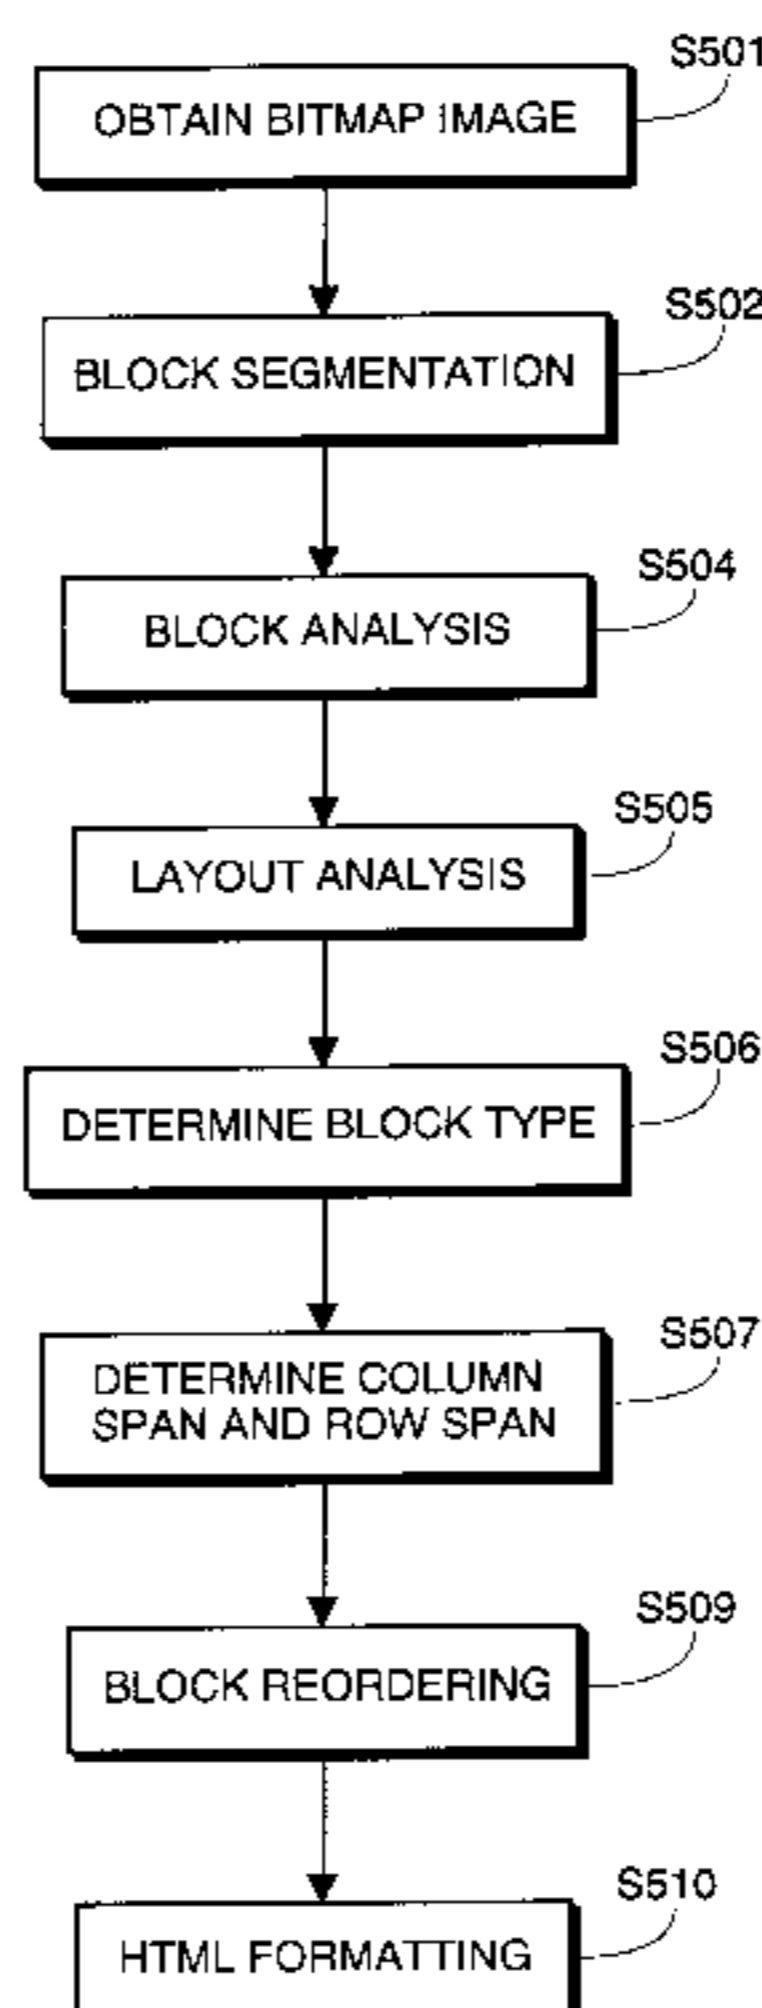 S501
OBTAIN BITMAP IMAGE
S502
BLOCK SEGMENTATION
S504
BLOCK ANALYSIS
S505
LAYOUT ANALYSIS
S506
DETERMINE BLOCK TYPE
S507
DETERMINE COLUMN
SPAN AND ROW SPAN
S509
BLOCK REORDERING
S510
HTML FORMATTING